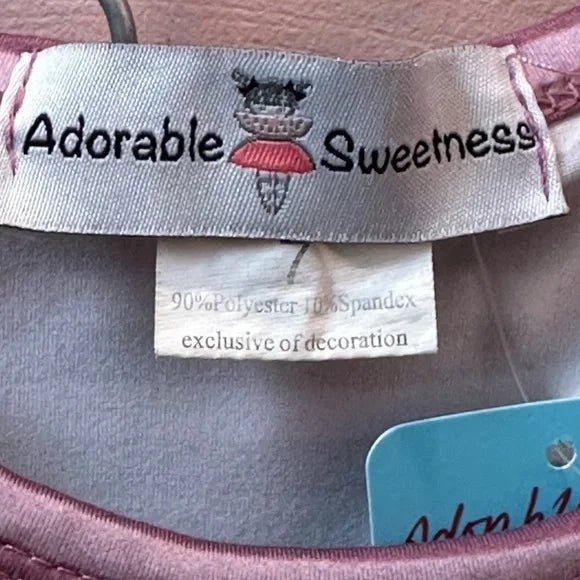 Adorable Sweetness
7
90%Polyester 10%Spandex
exclusive of decoration